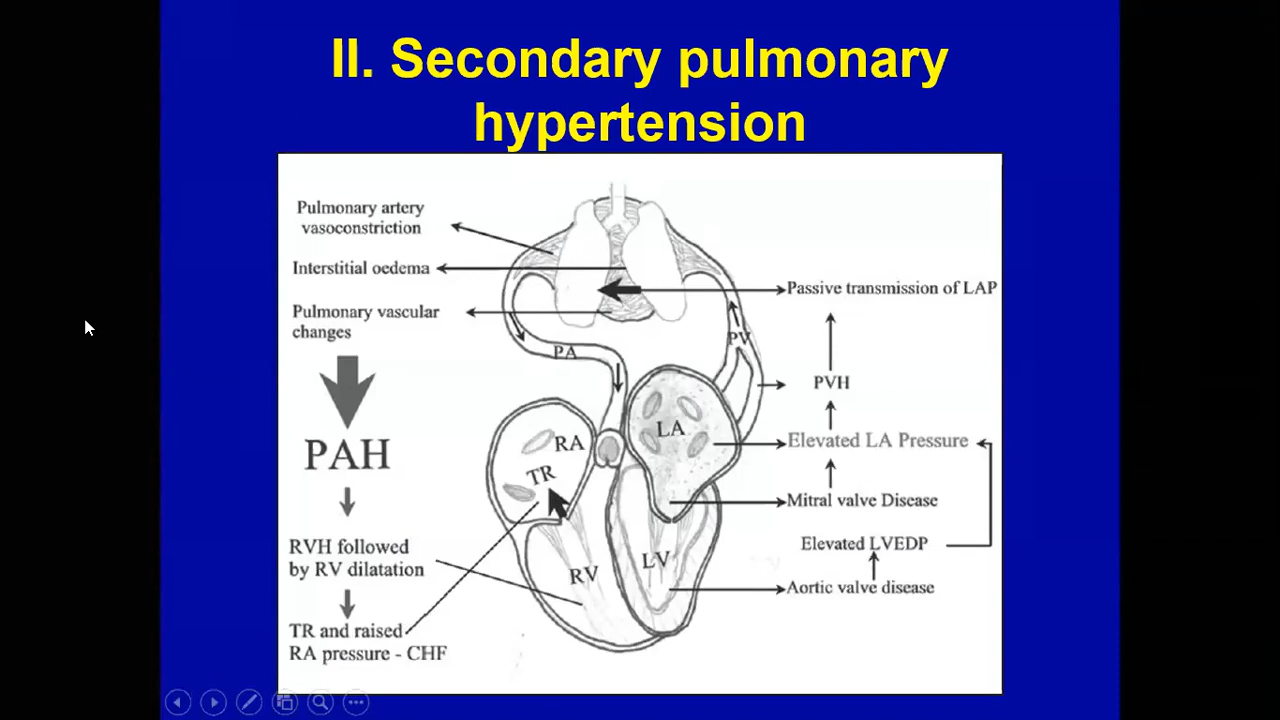 II. Secondary pulmonary
hypertension
Pulmonary artery
vasoconstriction
Interstitial oedema
Pulmonary vascular
changes
PAH
RVH followed
by RV dilatation
TR and raised
RA pressure - CHF
PA
PV
RA
TR
LA
RV
LV
Passive transmission of LAP
PVH
Elevated LA Pressure
Mitral valve Disease
Elevated LVEDP
Aortic valve disease